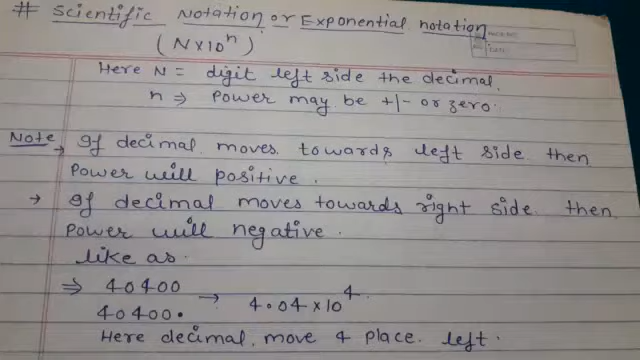 # Scientific Notation or Exponential notation
(N×10ⁿ)
Here N = digit left side the decimal.
n ⇒ Power may be +/- or zero.
Note → If decimal moves towards left side then
Power will positive.
→ If decimal moves towards right side then
Power will negative.
like as.
⇒ 40400
40400. → 4.04×10⁴
Here decimal, move 4 place left.